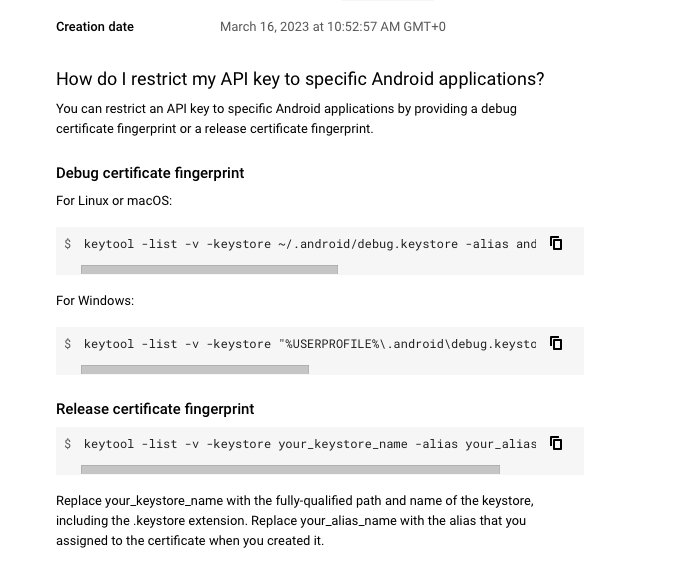 Creation date March 16, 2023 at 10:52:57 AM GMT+0
How do I restrict my API key to specific Android applications?
You can restrict an API key to specific Android applications by providing a debug
certificate fingerprint or a release certificate fingerprint.
Debug certificate fingerprint
For Linux or macOS:
$ keytool -list -v -keystore ~/.android/debug.keystore -alias and
For Windows:
$ keytool -list -v -keystore "%USERPROFILE%\.android\debug.keysto
Release certificate fingerprint
$ keytool -list -v -keystore your_keystore_name -alias your_alias
Replace your_keystore_name with the fully-qualified path and name of the keystore,
including the .keystore extension. Replace your_alias_name with the alias that you
assigned to the certificate when you created it.